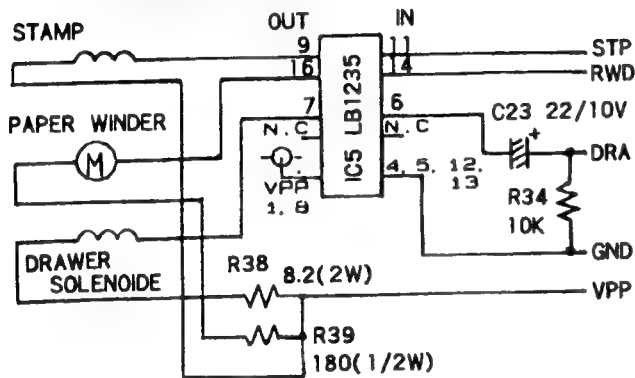 STAMP
OUT
IN
9
16
11
14
STP
RWD
IC5 LB1235
7
6
N.C
N.C
C23 22/10V
+
PAPER WINDER
M
VPP
1, 8
4, 5, 12,
13
DRA
R34
10K
GND
DRAWER
SOLENOIDE
R38
8.2(2W)
VPP
R39
180(1/2W)